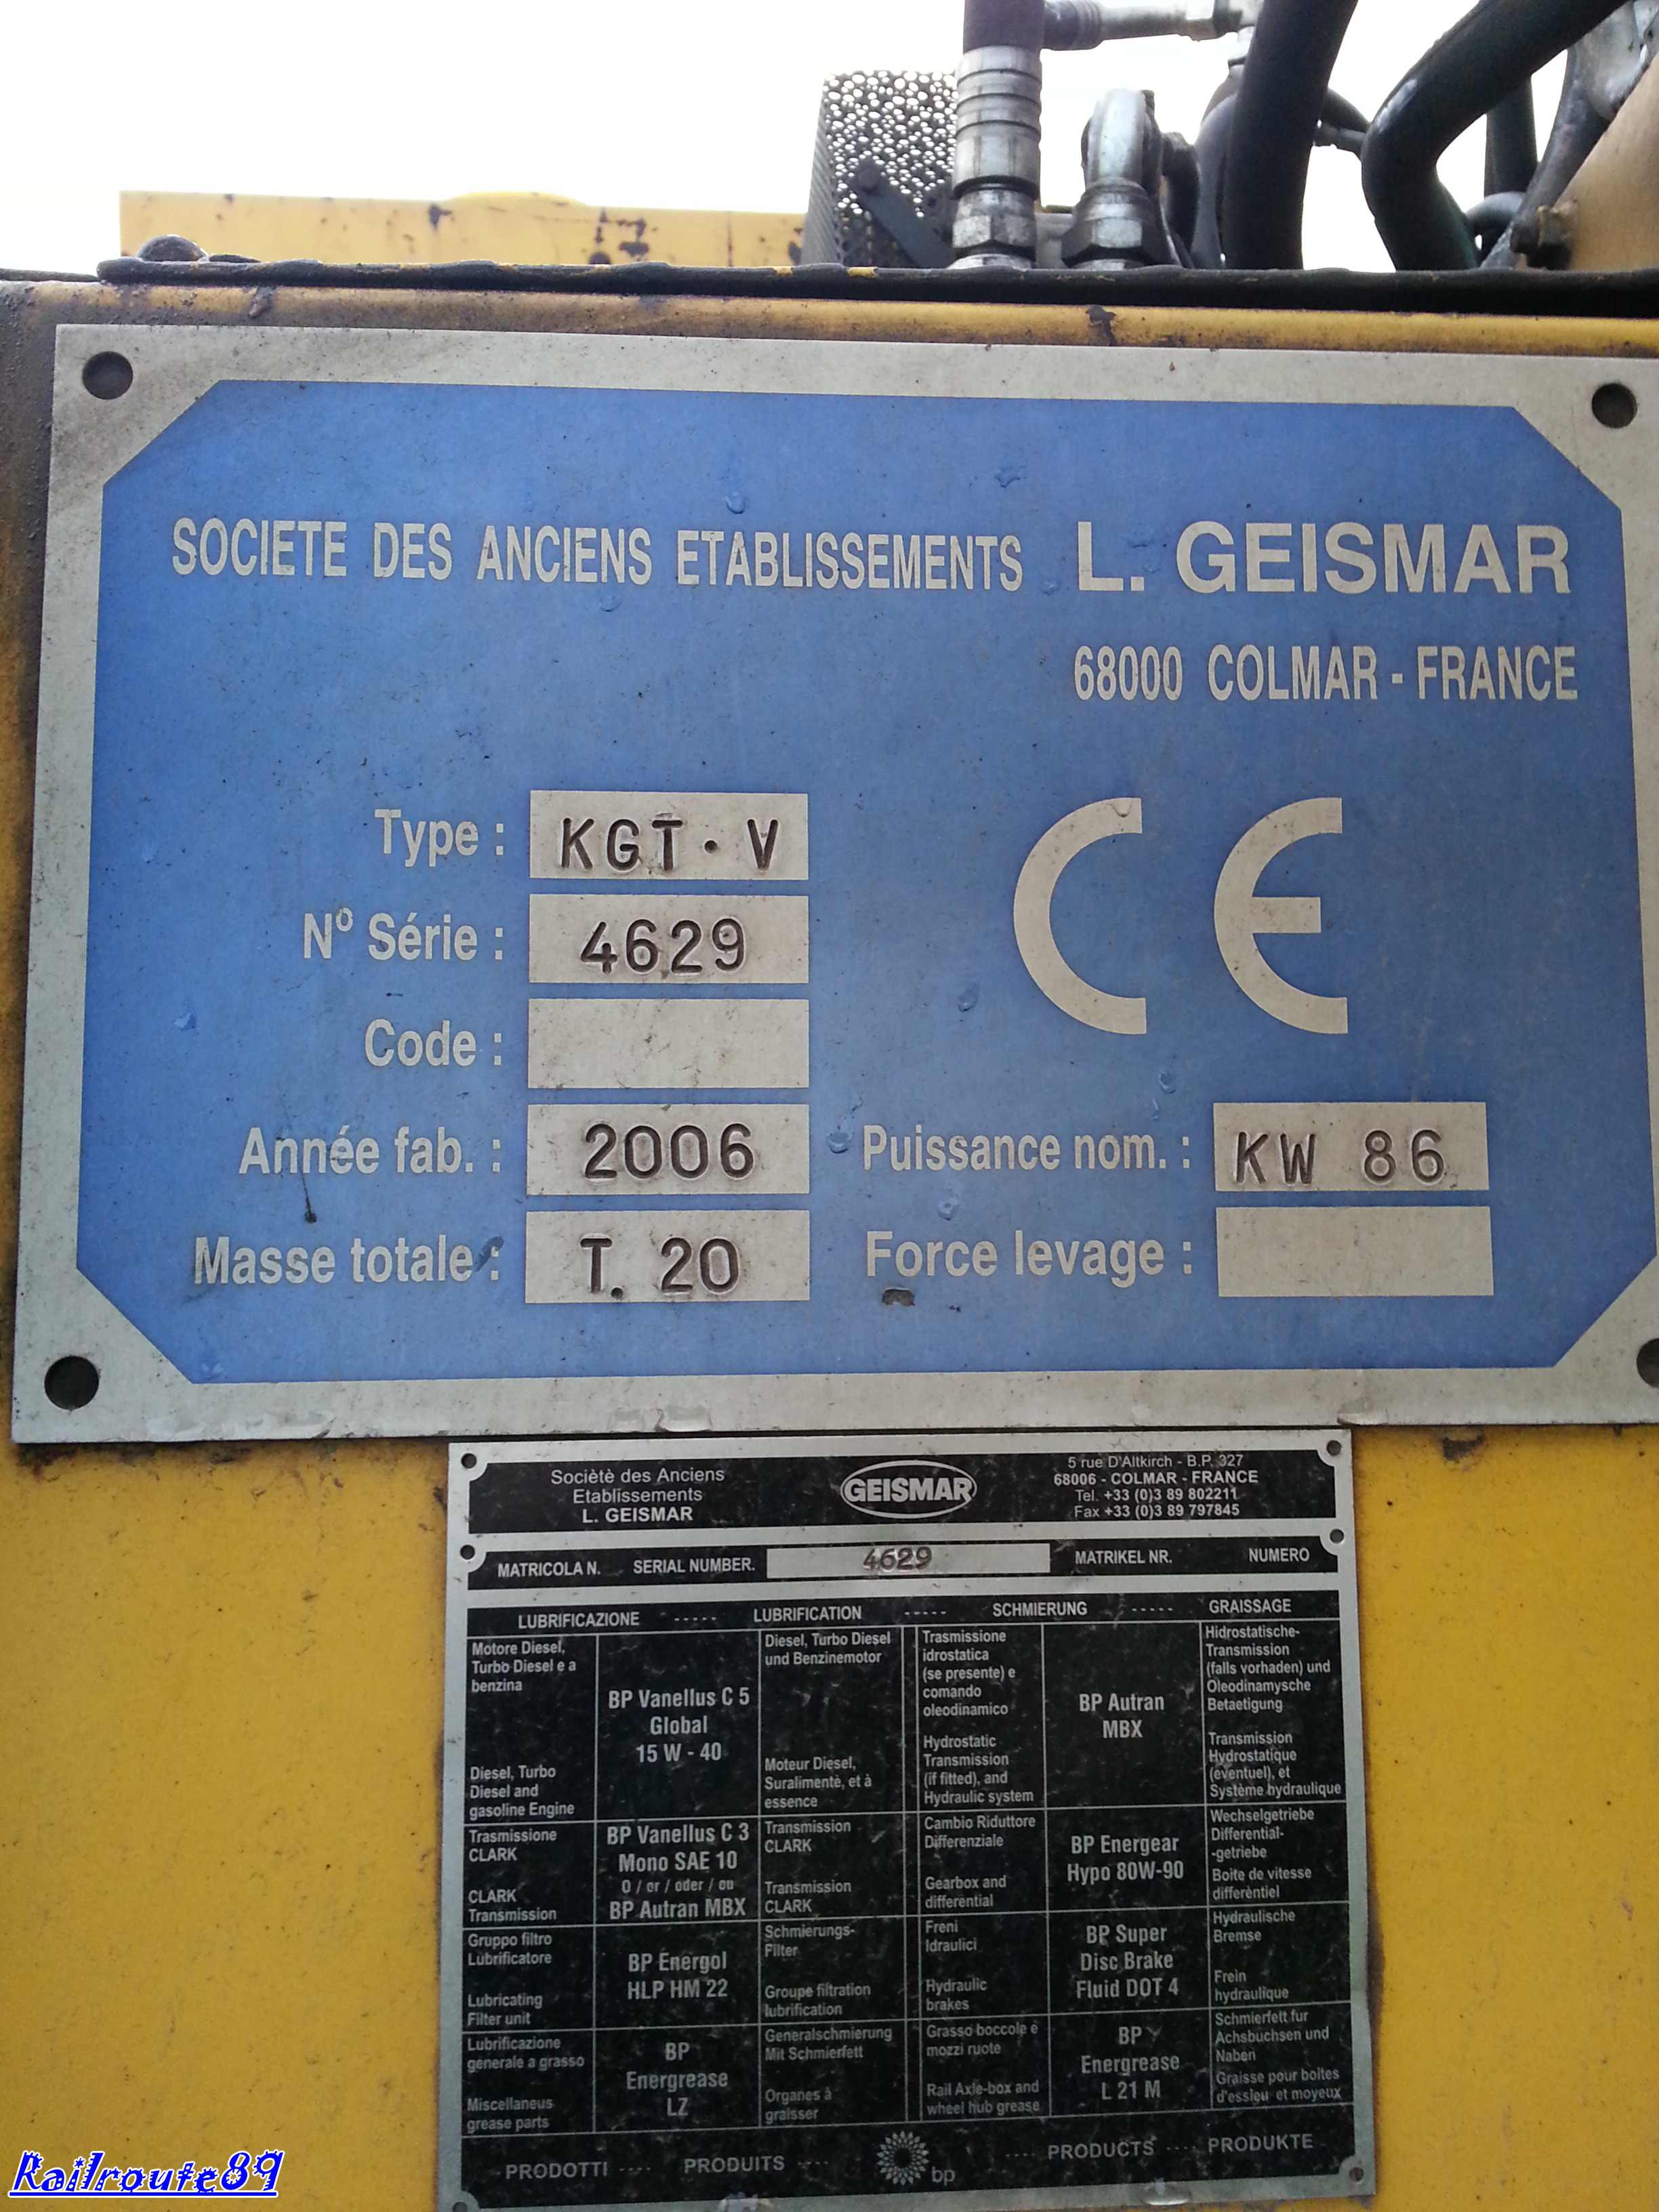 SOCIETE DES ANCIENS ETABLISSEMENTS L. GEISMAR
68000 COLMAR - FRANCE
Type : KGT·V
N° Série : 4629
CE
Code :
Année fab. : 2006 Puissance nom. : KW 86
Masse totale : T. 20 Force levage :
Sociètè des Anciens
Etablissements
L. GEISMAR
GEISMAR
5 rue D'Altkirch - B.P. 327
68006 - COLMAR - FRANCE
Tel. +33 (0)3 89 802211
Fax +33 (0)3 89 797845
MATRICOLA N. SERIAL NUMBER. 4629 MATRIKEL NR. NUMERO
LUBRIFICAZIONE ----- LUBRIFICATION ----- SCHMIERUNG ----- GRAISSAGE
Motore Diesel,
Turbo Diesel e a
benzina
Diesel, Turbo
Diesel and
gasoline Engine
BP Vanellus C 5
Global
15 W - 40
Diesel, Turbo Diesel
und Benzinemotor
Moteur Diesel,
Suralimentè, et à
essence
Trasmissione
idrostatica
(se presente) e
comando
oleodinamico
Hydrostatic
Transmission
(if fitted), and
Hydraulic system
BP Autran
MBX
Hidrostatische-
Transmission
(falls vorhaden) und
Oleodinamysche
Betaetigung
Transmission
Hydrostatique
(èventuel), et
Système hydraulique
Trasmissione
CLARK
CLARK
Transmission
BP Vanellus C 3
Mono SAE 10
O / or / oder / ou
BP Autran MBX
Transmission
CLARK
Transmission
CLARK
Cambio Riduttore
Differenziale
Gearbox and
differential
BP Energear
Hypo 80W-90
Wechselgetriebe
Differential-
-getriebe
Boite de vitesse
diffèrèntiel
Gruppo filtro
Lubrificatore
Lubricating
Filter unit
BP Energol
HLP HM 22
Schmierungs-
Filter
Groupe filtration
lubrification
Freni
Idraulici
Hydraulic
brakes
BP Super
Disc Brake
Fluid DOT 4
Hydraulische
Bremse
Frein
hydraulique
Lubrificazione
generale a grasso
Miscellaneus
grease parts
BP
Energrease
LZ
Generalschmierung
Mit Schmierfett
Organes à
graisser
Grasso boccole e
mozzi ruote
Rail Axle-box and
wheel hub grease
BP
Energrease
L 21 M
Schmierfett fur
Achsbuchsen und
Naben
Graisse pour boites
d'essieu et moyeux
PRODOTTI ---- PRODUITS ---- bp ---- PRODUCTS ---- PRODUKTE
Railroute89